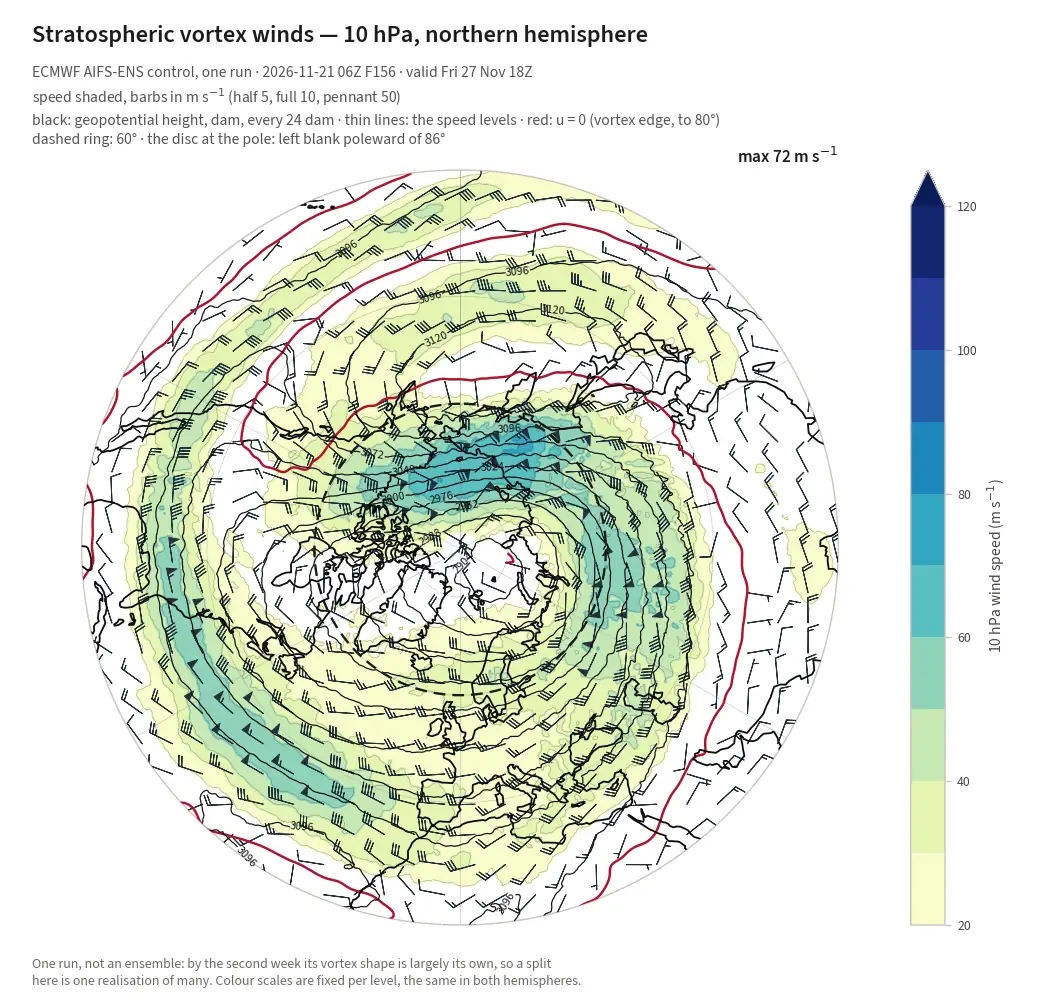 Stratospheric vortex winds — 10 hPa, northern hemisphere
ECMWF AIFS-ENS control, one run · 2026-11-21 06Z F156 · valid Fri 27 Nov 18Z
speed shaded, barbs in m s⁻¹ (half 5, full 10, pennant 50)
black: geopotential height, dam, every 24 dam · thin lines: the speed levels · red: u = 0 (vortex edge, to 80°)
dashed ring: 60° · the disc at the pole: left blank poleward of 86°
max 72 m s⁻¹
120
100
80
60
40
20
10 hPa wind speed (m s⁻¹)
3096
3096
3096
3120
3120
3096
3072
3048
3000
2976
3096
3096
3096
One run, not an ensemble: by the second week its vortex shape is largely its own, so a split
here is one realisation of many. Colour scales are fixed per level, the same in both hemispheres.